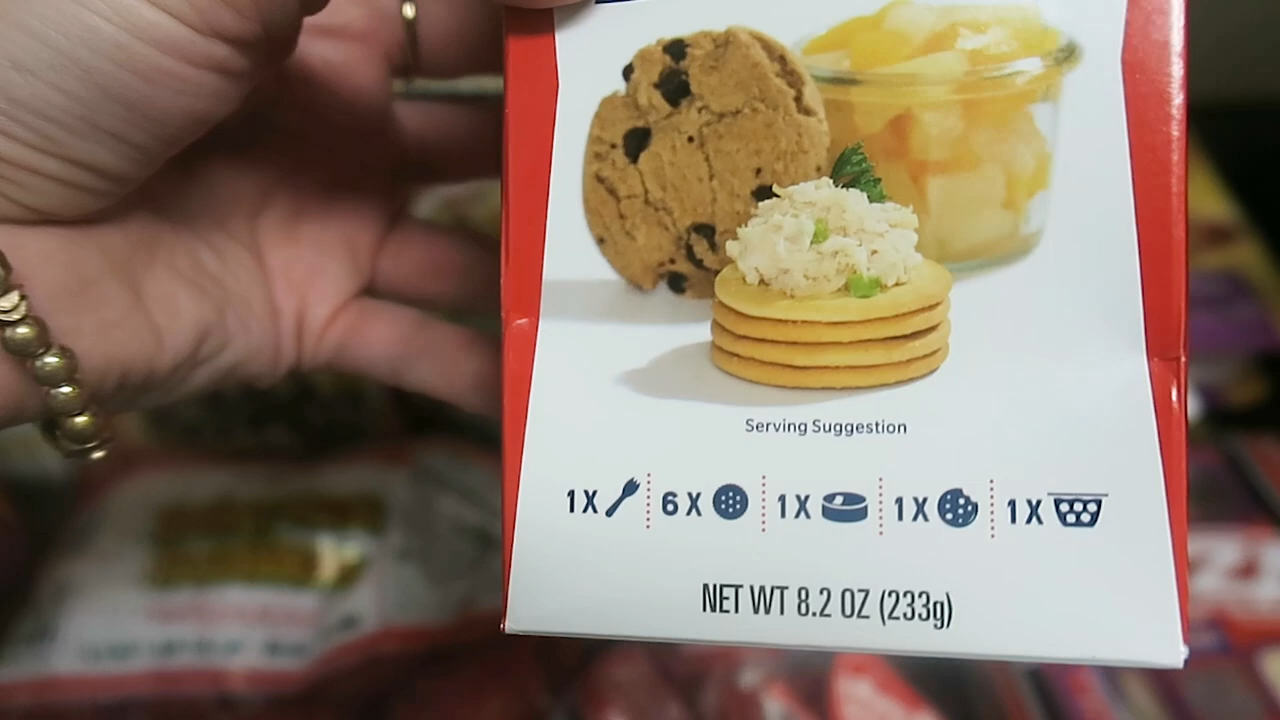 Serving Suggestion
1X 6X 1X 1X 1X
NET WT 8.2 OZ (233g)